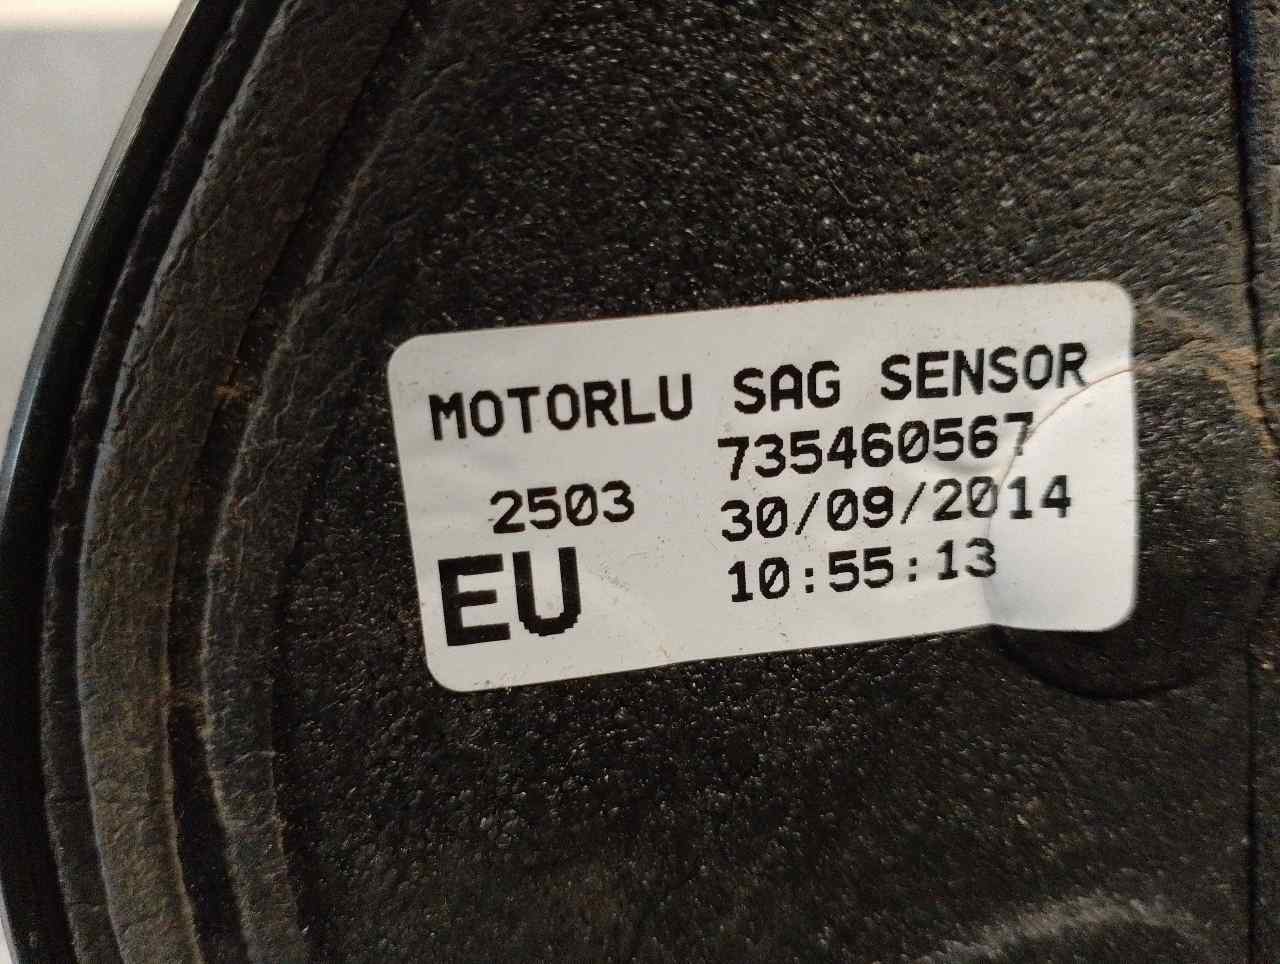 MOTORLU SAG SENSOR
735460567
2503 30/09/2014
EU 10:55:13